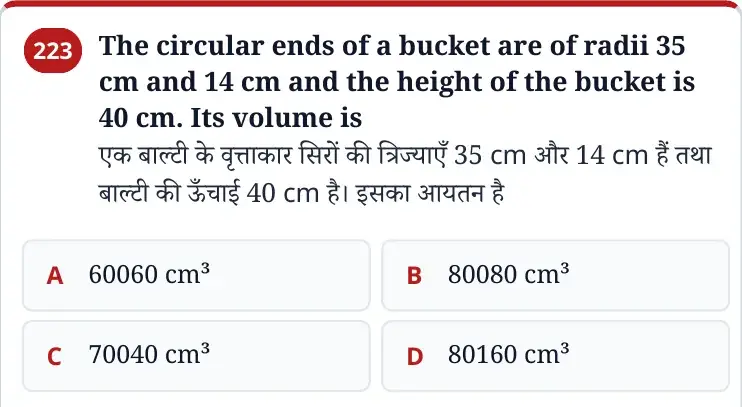 223 The circular ends of a bucket are of radii 35
cm and 14 cm and the height of the bucket is
40 cm. Its volume is
एक बाल्टी के वृत्ताकार सिरों की त्रिज्याएँ 35 cm और 14 cm हैं तथा
बाल्टी की ऊँचाई 40 cm है। इसका आयतन है
A 60060 cm³
B 80080 cm³
C 70040 cm³
D 80160 cm³